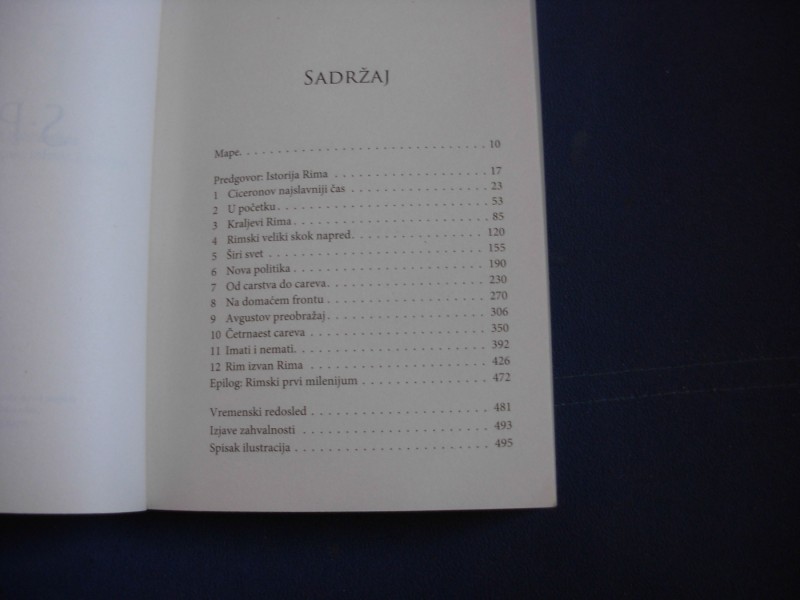 S·P
SADRŽAJ
Mape. . . . . . . . . . . . . . . . . . . . . . . . . . . . . . . 10
Predgovor: Istorija Rima . . . . . . . . . . . . . . . . . . . 17
1 Ciceronov najslavniji čas . . . . . . . . . . . . . . . . . 23
2 U početku. . . . . . . . . . . . . . . . . . . . . . . . . . 53
3 Kraljevi Rima. . . . . . . . . . . . . . . . . . . . . . . . 85
4 Rimski veliki skok napred. . . . . . . . . . . . . . . . . 120
5 Širi svet . . . . . . . . . . . . . . . . . . . . . . . . . . 155
6 Nova politika . . . . . . . . . . . . . . . . . . . . . . . . 190
7 Od carstva do careva. . . . . . . . . . . . . . . . . . . . 230
8 Na domaćem frontu . . . . . . . . . . . . . . . . . . . . 270
9 Avgustov preobražaj. . . . . . . . . . . . . . . . . . . . 306
10 Četrnaest careva . . . . . . . . . . . . . . . . . . . . . . 350
11 Imati i nemati. . . . . . . . . . . . . . . . . . . . . . . . 392
12 Rim izvan Rima . . . . . . . . . . . . . . . . . . . . . . 426
Epilog: Rimski prvi milenijum . . . . . . . . . . . . . . . . 472
Vremenski redosled . . . . . . . . . . . . . . . . . . . . . . 481
Izjave zahvalnosti . . . . . . . . . . . . . . . . . . . . . . . 493
Spisak ilustracija . . . . . . . . . . . . . . . . . . . . . . . . 495